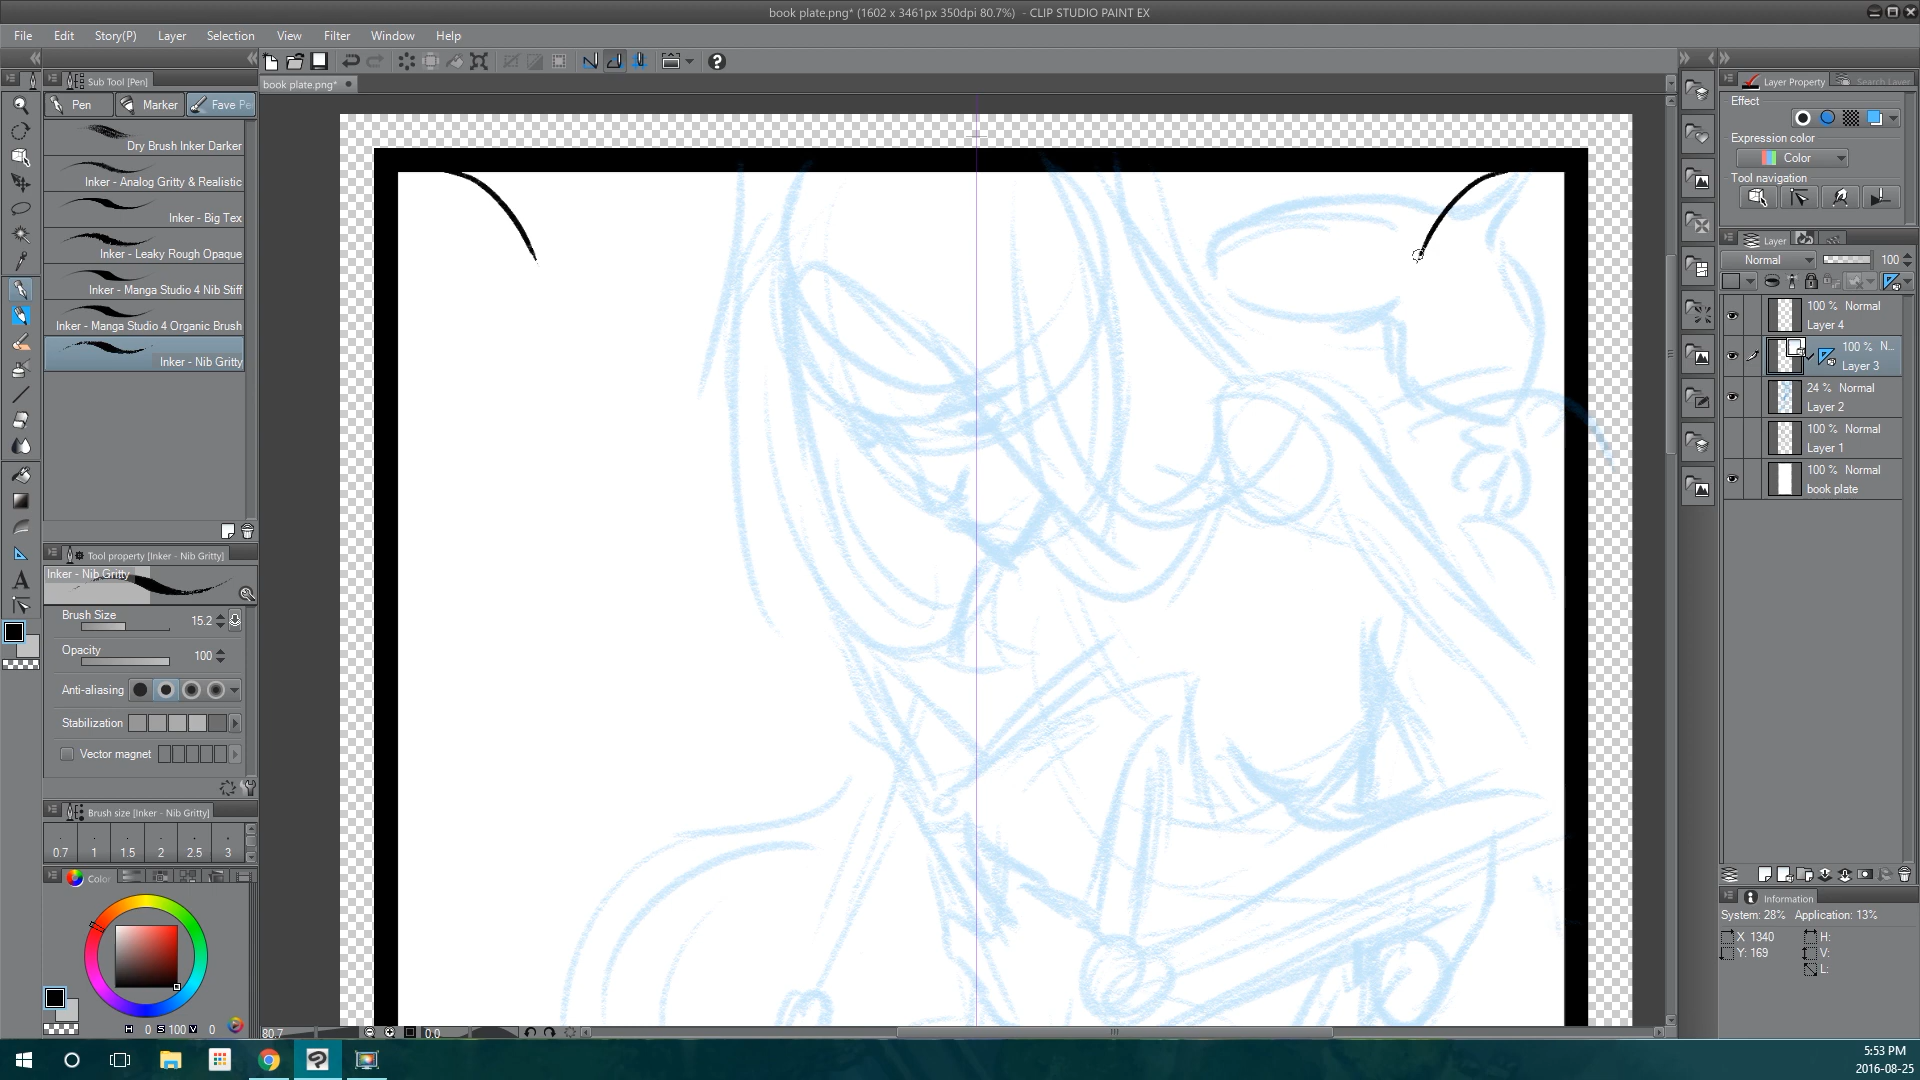 book plate.png* (1602 x 3461px 350dpi 80.7%) - CLIP STUDIO PAINT EX
File Edit Story(P) Layer Selection View Filter Window Help
Sub Tool [Pen]
book plate.png*
Layer Property
Search Layer
Pen
Marker
Fave Pe
Dry Brush Inker Darker
Inker - Analog Gritty & Realistic
Inker - Big Tex
Inker - Leaky Rough Opaque
Inker - Manga Studio 4 Nib Stiff
Inker - Manga Studio 4 Organic Brush
Inker - Nib Gritty
Tool property [Inker - Nib Gritty]
Inker - Nib Gritty
Brush Size
15.2
Opacity
100
Anti-aliasing
Stabilization
Vector magnet
Brush size [Inker - Nib Gritty]
0.7 1 1.5 2 2.5 3
Colo
H 0 S 100 V 0
80.7
0.0
Effect
Expression color
Color
Tool navigation
Layer
Normal
100
100 % Normal
Layer 4
100 % N...
Layer 3
24 % Normal
Layer 2
100 % Normal
Layer 1
100 % Normal
book plate
Information
System: 28% Application: 13%
X 1340 H:
Y: 169 V:
L:
5:53 PM
2016-08-25